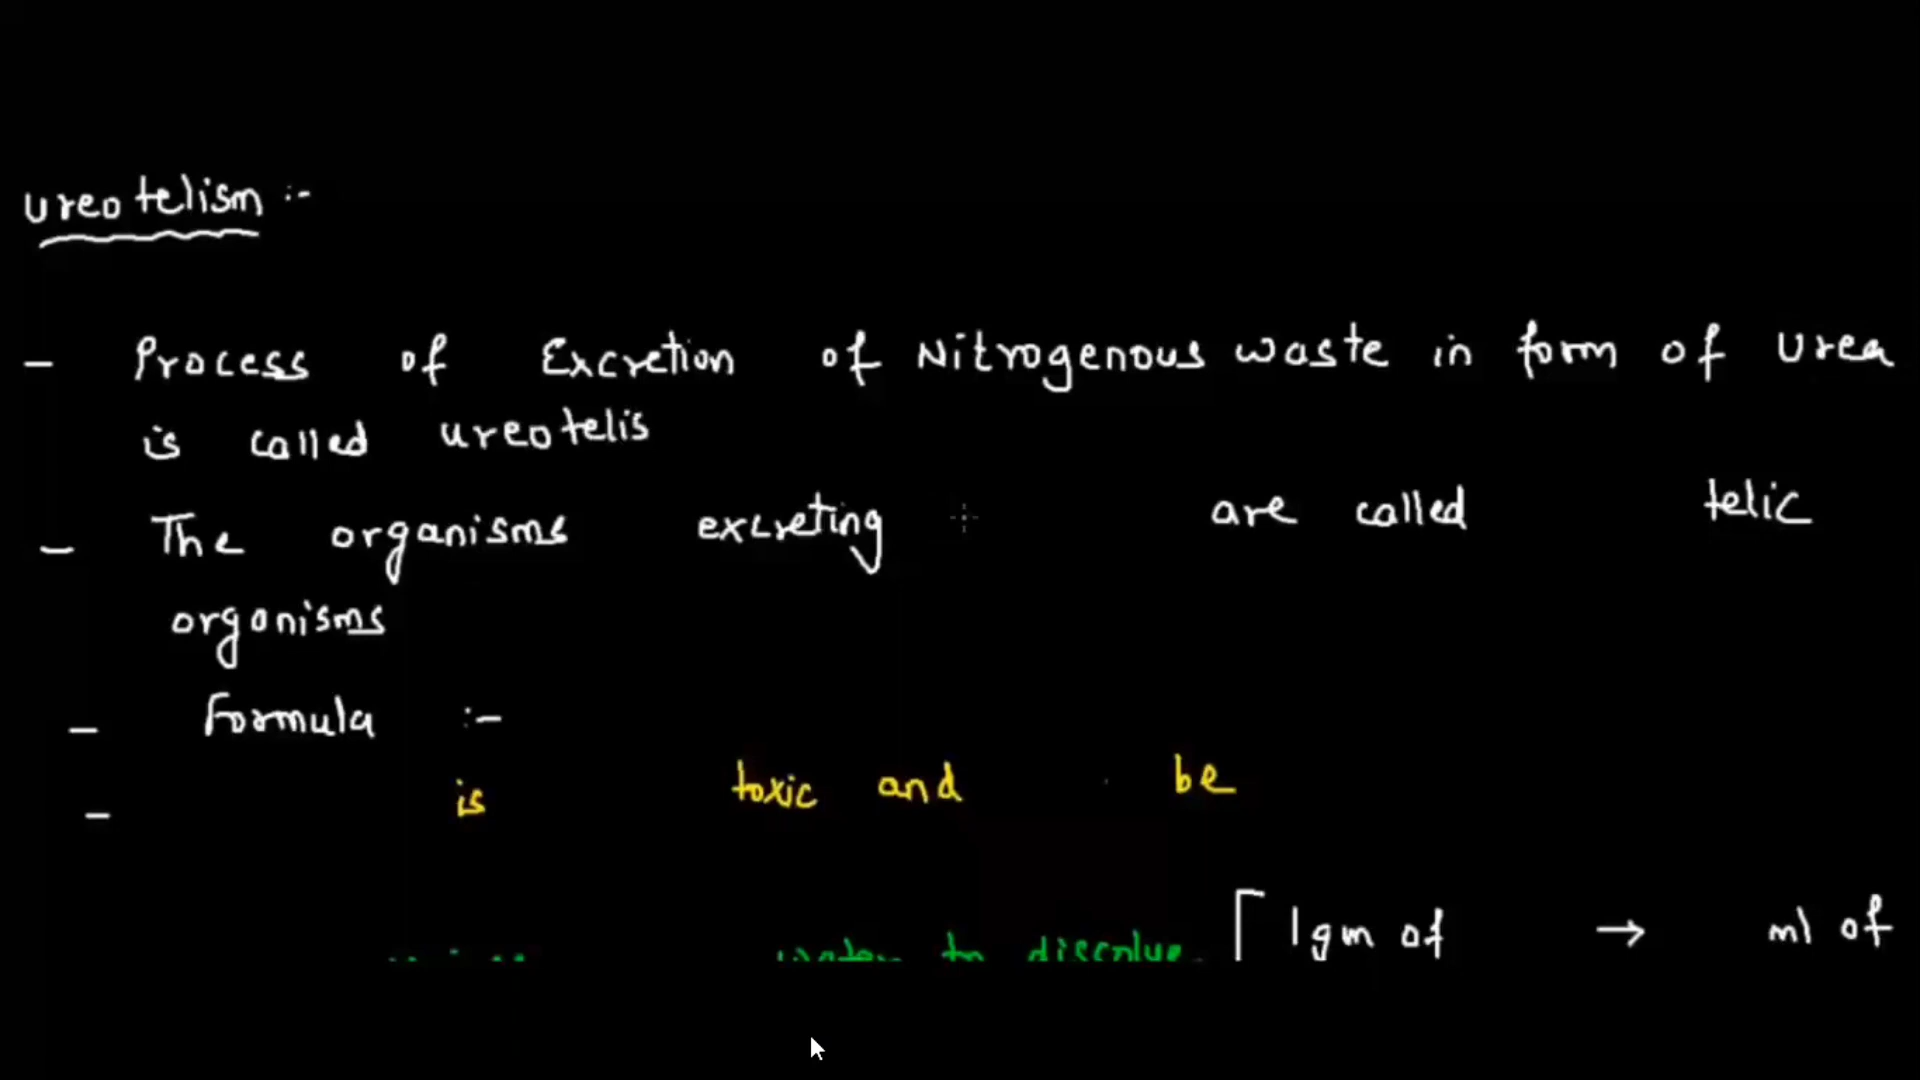 ureotelism :-
- Process of Excretion of Nitrogenous waste in form of urea
is called ureotelis
- The organisms excreting are called telic
organisms
- Formula :-
- is toxic and be
water to dissolve [ 1gm of → ml of